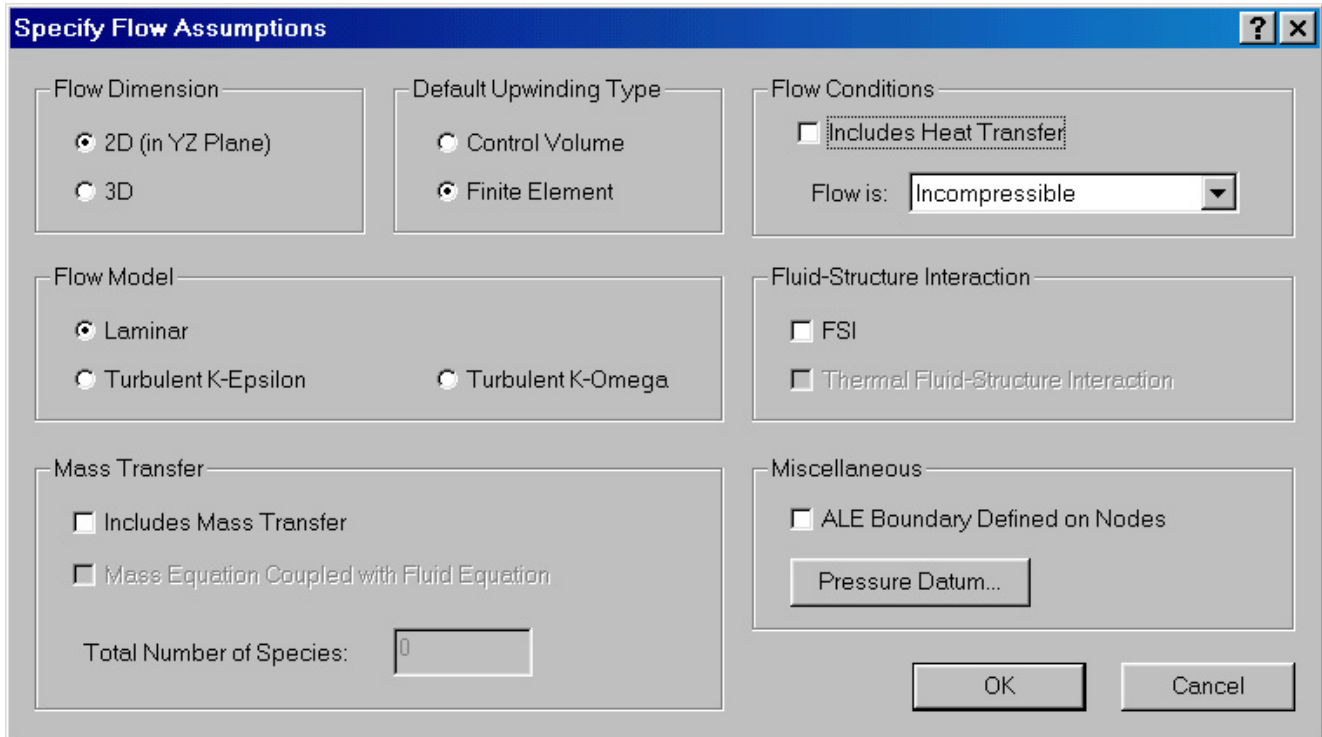 Specify Flow Assumptions
Flow Dimension
2D (in YZ Plane)
3D
Default Upwinding Type
Control Volume
Finite Element
Flow Conditions
Includes Heat Transfer
Flow is: Incompressible
Flow Model
Laminar
Turbulent K-Epsilon
Turbulent K-Omega
Fluid-Structure Interaction
FSI
Thermal Fluid-Structure Interaction
Mass Transfer
Includes Mass Transfer
Mass Equation Coupled with Fluid Equation
Total Number of Species: 0
Miscellaneous
ALE Boundary Defined on Nodes
Pressure Datum...
OK
Cancel